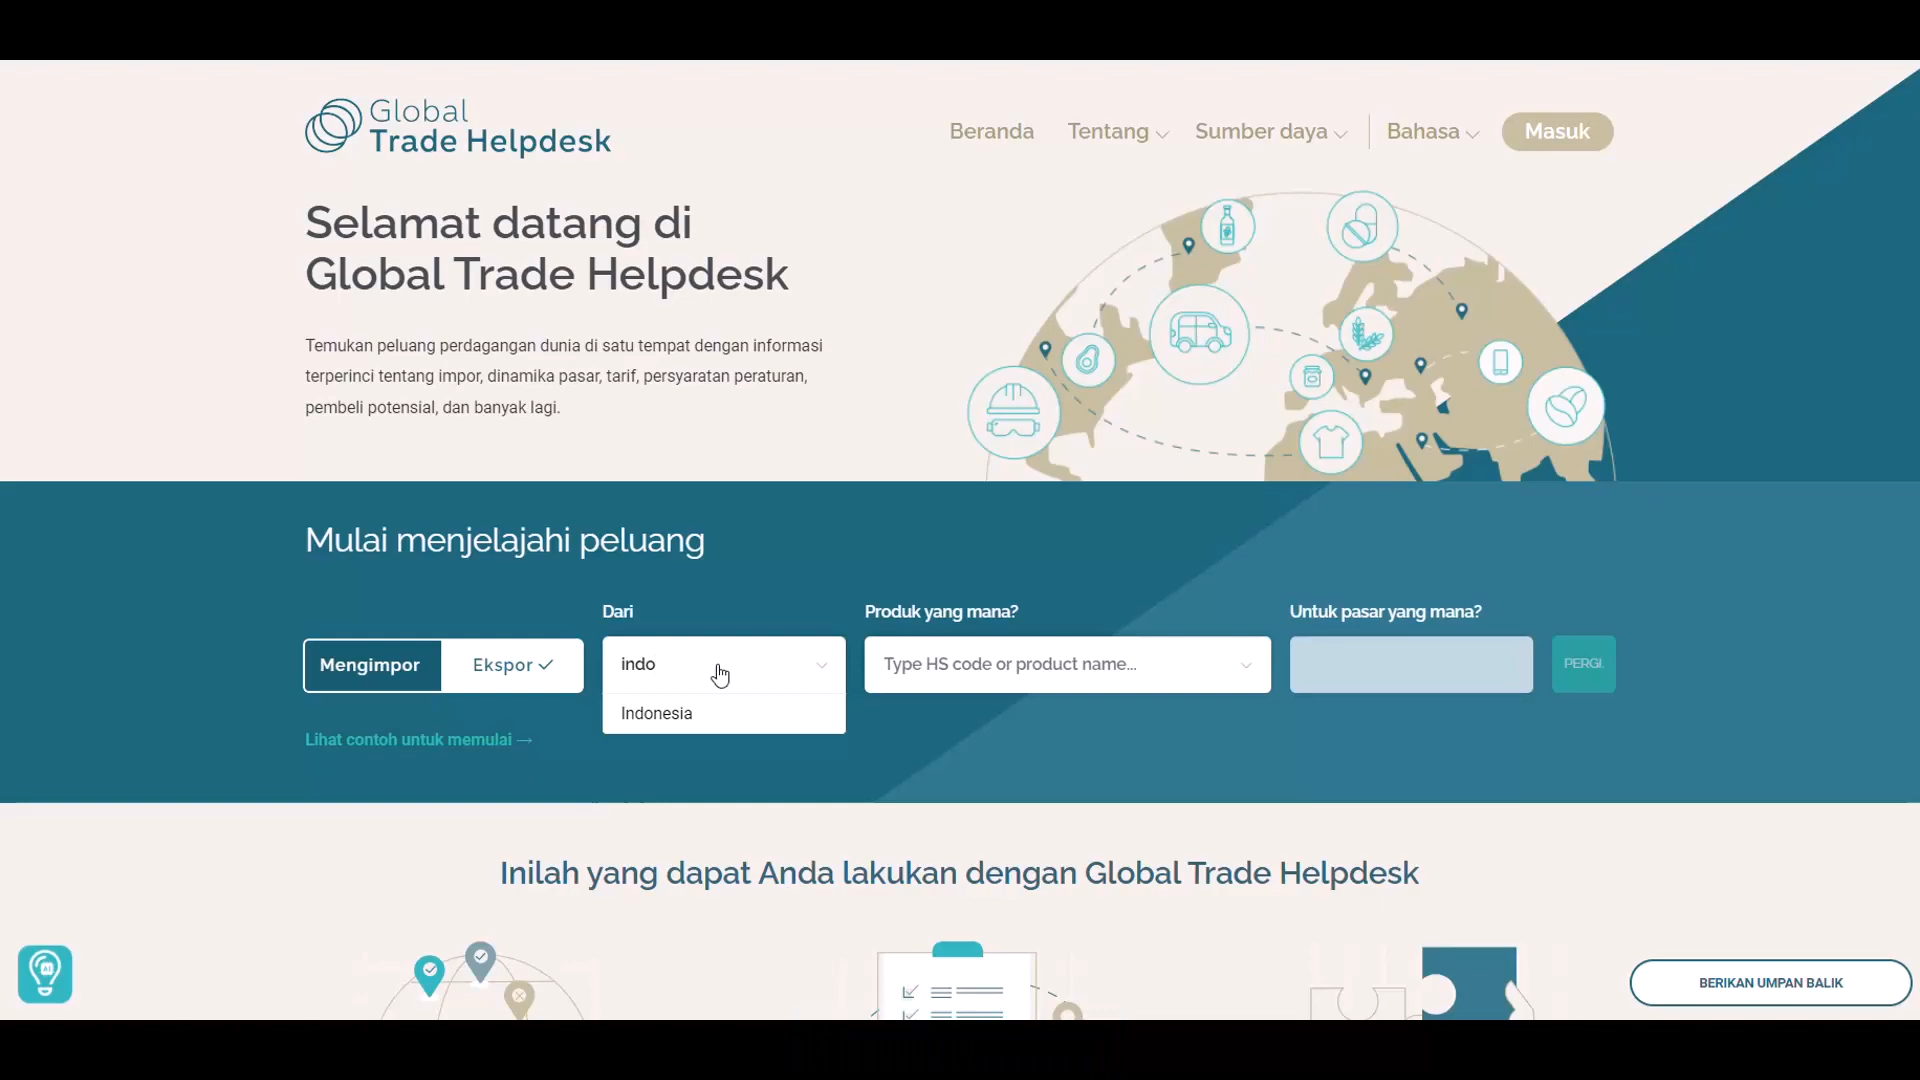 Global
Trade Helpdesk
Beranda
Tentang
Sumber daya
Bahasa
Masuk
Selamat datang di
Global Trade Helpdesk
Temukan peluang perdagangan dunia di satu tempat dengan informasi
terperinci tentang impor, dinamika pasar, tarif, persyaratan peraturan,
pembeli potensial, dan banyak lagi.
Mulai menjelajahi peluang
Dari
Produk yang mana?
Untuk pasar yang mana?
Mengimpor
Ekspor
indo
Type HS code or product name...
PERGI.
Indonesia
Lihat contoh untuk memulai →
Inilah yang dapat Anda lakukan dengan Global Trade Helpdesk
AI
BERIKAN UMPAN BALIK